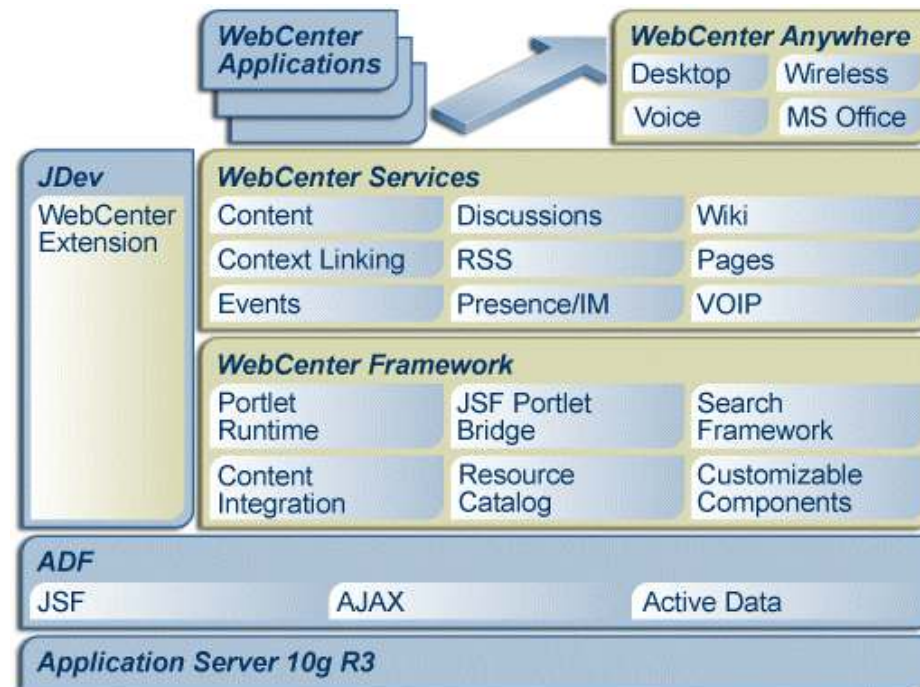 WebCenter
Applications
WebCenter Anywhere
Desktop
Wireless
Voice
MS Office
JDev
WebCenter
Extension
WebCenter Services
Content
Discussions
Wiki
Context Linking
RSS
Pages
Events
Presence/IM
VOIP
WebCenter Framework
Portlet
Runtime
JSF Portlet
Bridge
Search
Framework
Content
Integration
Resource
Catalog
Customizable
Components
ADF
JSF
AJAX
Active Data
Application Server 10g R3